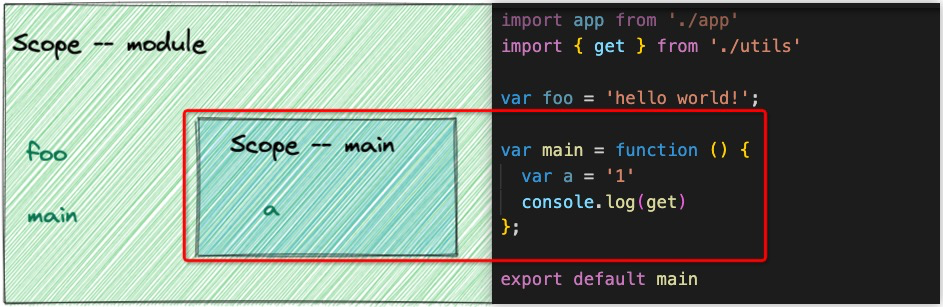 Scope -- module
foo
main
Scope -- main
a
import app from './app'
import { get } from './utils'
var foo = 'hello world!';
var main = function () {
var a = '1'
console.log(get)
};
export default main